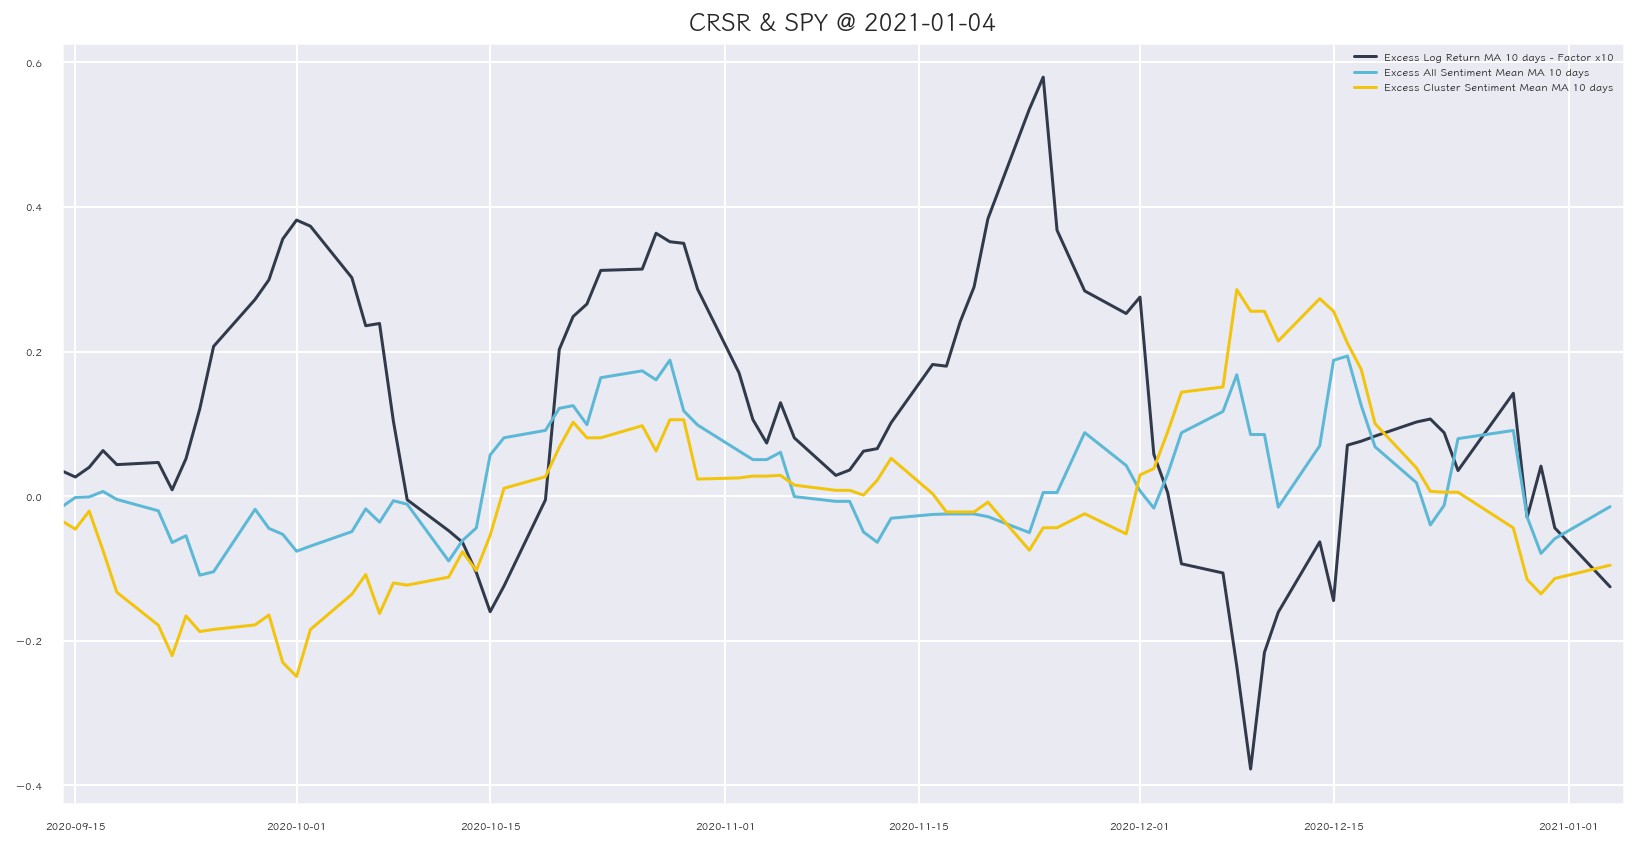 CRSR & SPY @ 2021-01-04
Excess Log Return MA 10 days - Factor x10
Excess All Sentiment Mean MA 10 days
Excess Cluster Sentiment Mean MA 10 days
0.6
0.4
0.2
0.0
−0.2
−0.4
2020-09-15 2020-10-01 2020-10-15 2020-11-01 2020-11-15 2020-12-01 2020-12-15 2021-01-01